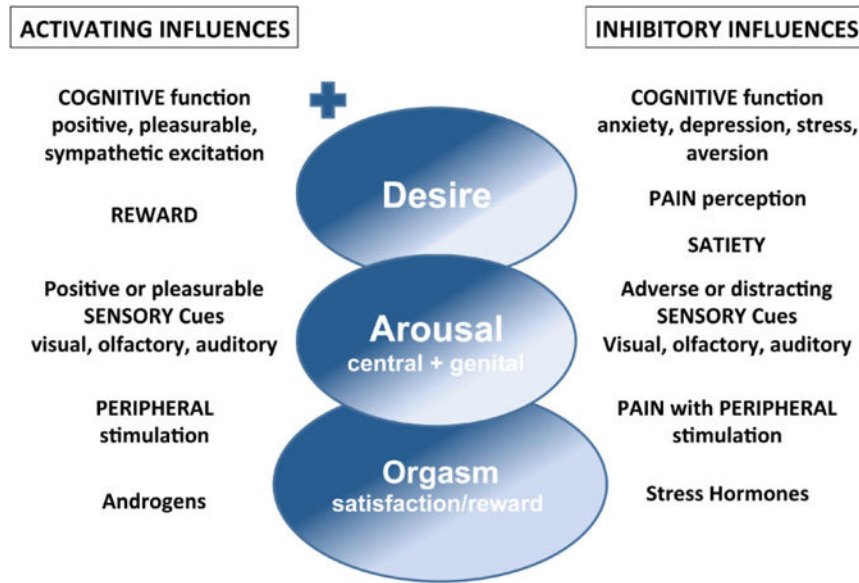 ACTIVATING INFLUENCES
COGNITIVE function
positive, pleasurable,
sympathetic excitation
REWARD
Positive or pleasurable
SENSORY Cues
visual, olfactory, auditory
PERIPHERAL
stimulation
Androgens
Desire
Arousal
central + genital
Orgasm
satisfaction/reward
INHIBITORY INFLUENCES
COGNITIVE function
anxiety, depression, stress,
aversion
PAIN perception
SATIETY
Adverse or distracting
SENSORY Cues
Visual, olfactory, auditory
PAIN with PERIPHERAL
stimulation
Stress Hormones